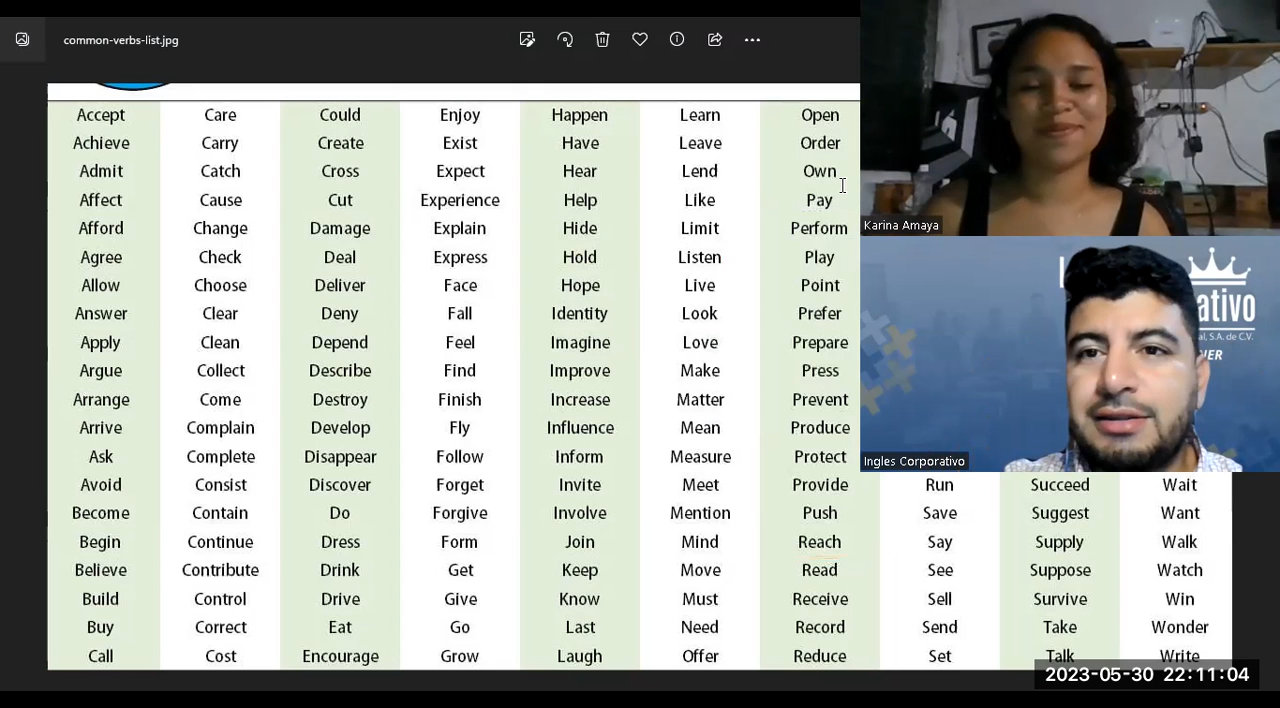 common-verbs-list.jpg
Accept Care Could Enjoy Happen Learn Open
Achieve Carry Create Exist Have Leave Order
Admit Catch Cross Expect Hear Lend Own
Affect Cause Cut Experience Help Like Pay
Afford Change Damage Explain Hide Limit Perform
Agree Check Deal Express Hold Listen Play
Allow Choose Deliver Face Hope Live Point
Answer Clear Deny Fall Identity Look Prefer
Apply Clean Depend Feel Imagine Love Prepare
Argue Collect Describe Find Improve Make Press
Arrange Come Destroy Finish Increase Matter Prevent
Arrive Complain Develop Fly Influence Mean Produce
Ask Complete Disappear Follow Inform Measure Protect
Avoid Consist Discover Forget Invite Meet Provide Run Succeed Wait
Become Contain Do Forgive Involve Mention Push Save Suggest Want
Begin Continue Dress Form Join Mind Reach Say Supply Walk
Believe Contribute Drink Get Keep Move Read See Suppose Watch
Build Control Drive Give Know Must Receive Sell Survive Win
Buy Correct Eat Go Last Need Record Send Take Wonder
Call Cost Encourage Grow Laugh Offer Reduce Set Talk Write
Karina Amaya
ativo
al, S.A. de C.V.
Ingles Corporativo
2023-05-30 22:11:04